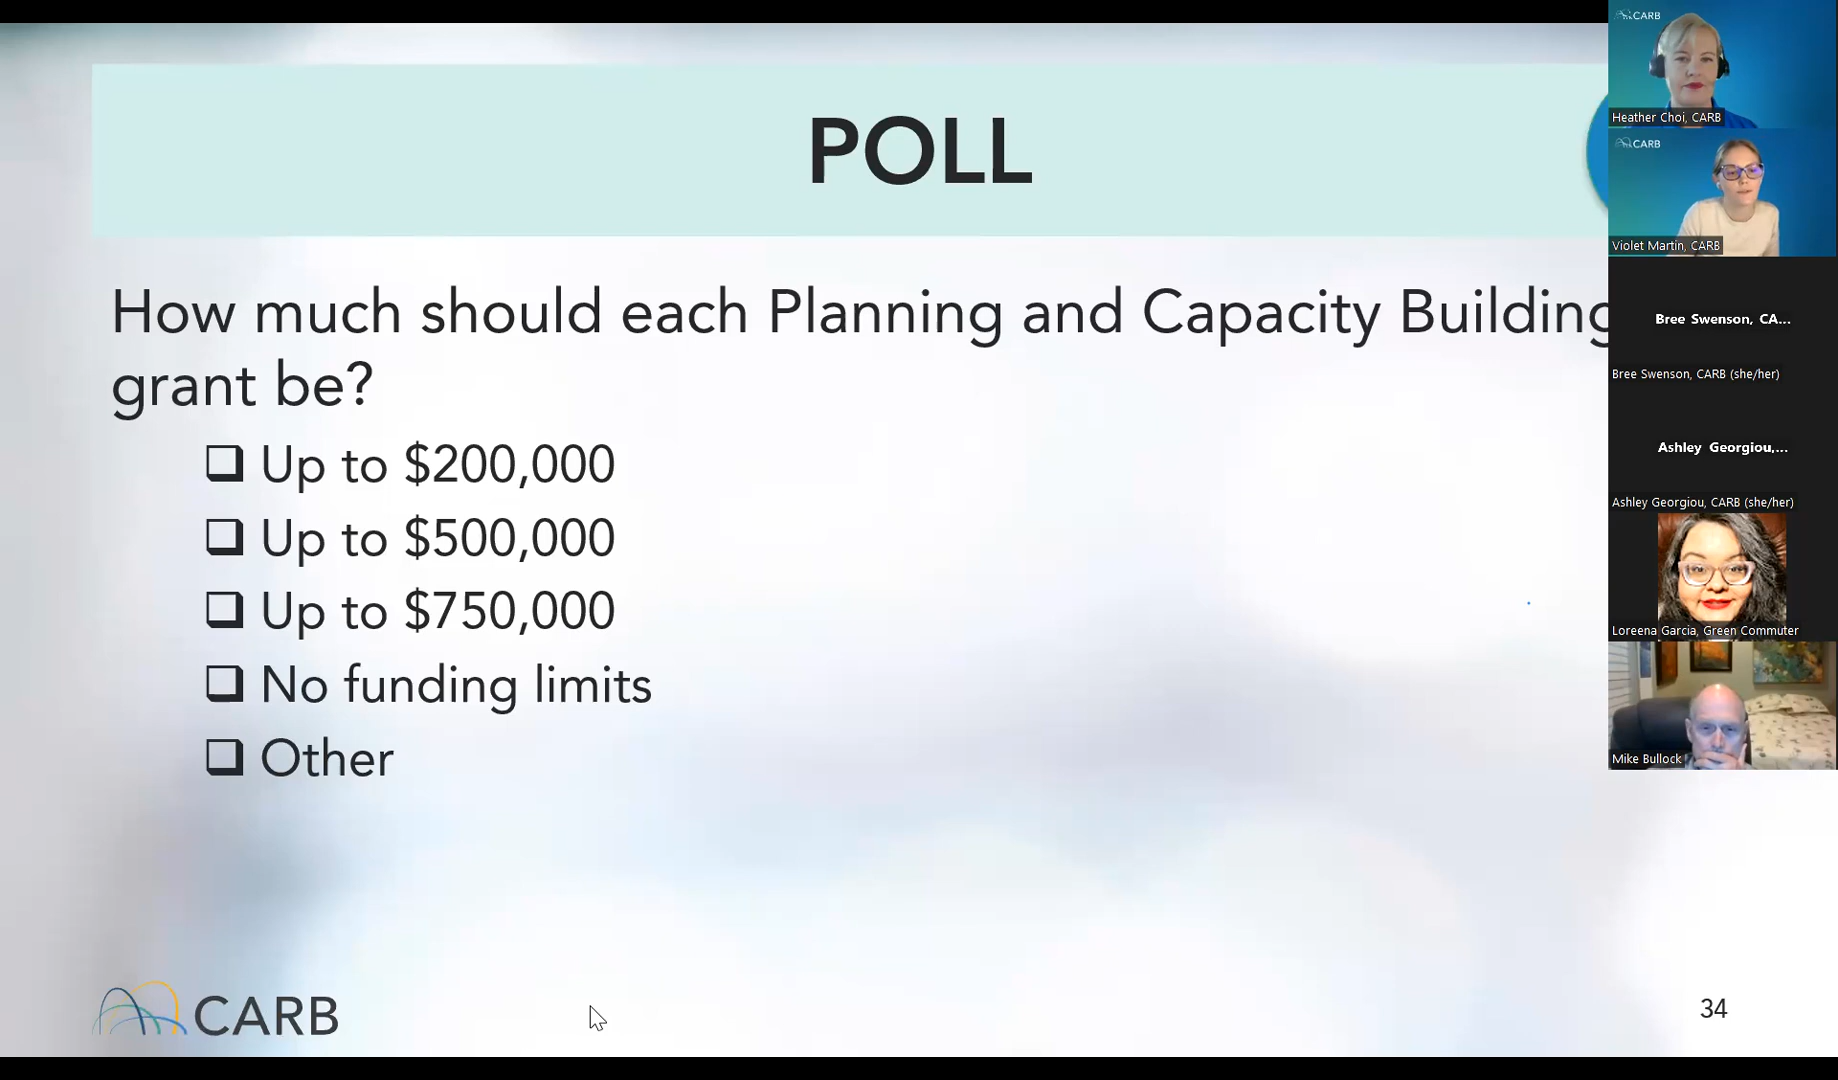 POLL
How much should each Planning and Capacity Building
grant be?
❑ Up to $200,000
❑ Up to $500,000
❑ Up to $750,000
❑ No funding limits
❑ Other
CARB
34
CARB
Heather Choi, CARB
CARB
Violet Martin, CARB
Bree Swenson, CA...
Bree Swenson, CARB (she/her)
Ashley Georgiou,...
Ashley Georgiou, CARB (she/her)
Loreena Garcia, Green Commuter
Mike Bullock